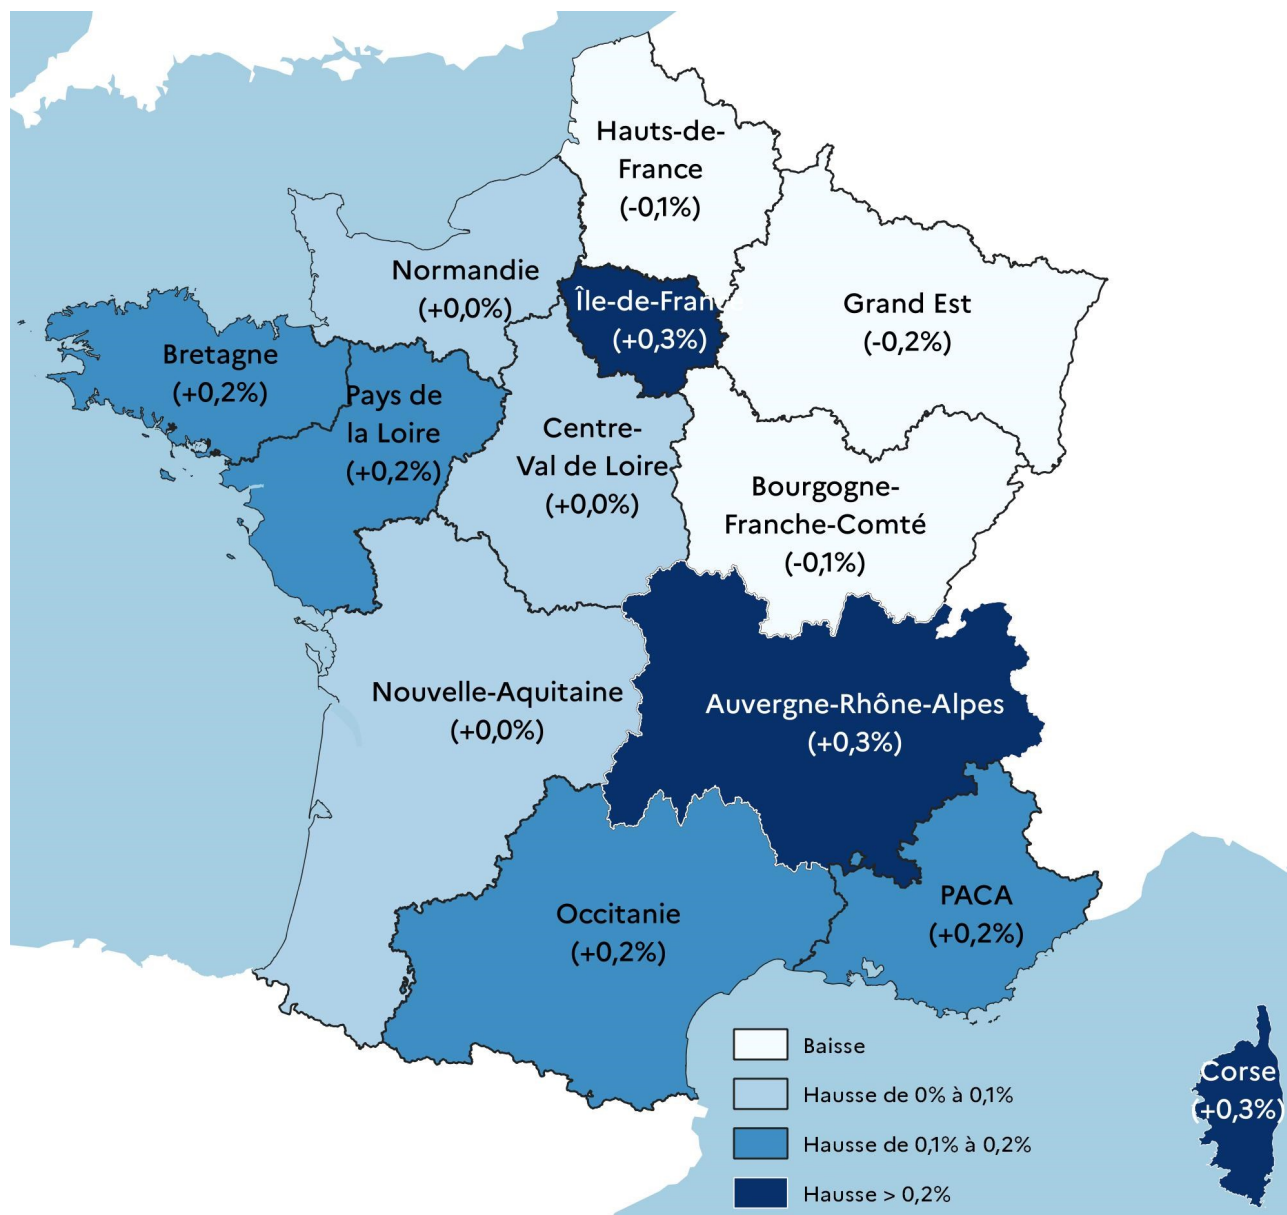 Hauts-de-
France
(-0,1%)
Normandie
(+0,0%)
Île-de-Fran
(+0,3%)
Grand Est
(-0,2%)
Bretagne
(+0,2%)
Pays de
la Loire
(+0,2%)
Centre-
Val de Loire
(+0,0%)
Bourgogne-
Franche-Comté
(-0,1%)
Nouvelle-Aquitaine
(+0,0%)
Auvergne-Rhône-Alpes
(+0,3%)
Occitanie
(+0,2%)
PACA
(+0,2%)
Corse
(+0,3%)
Baisse
Hausse de 0% à 0,1%
Hausse de 0,1% à 0,2%
Hausse > 0,2%